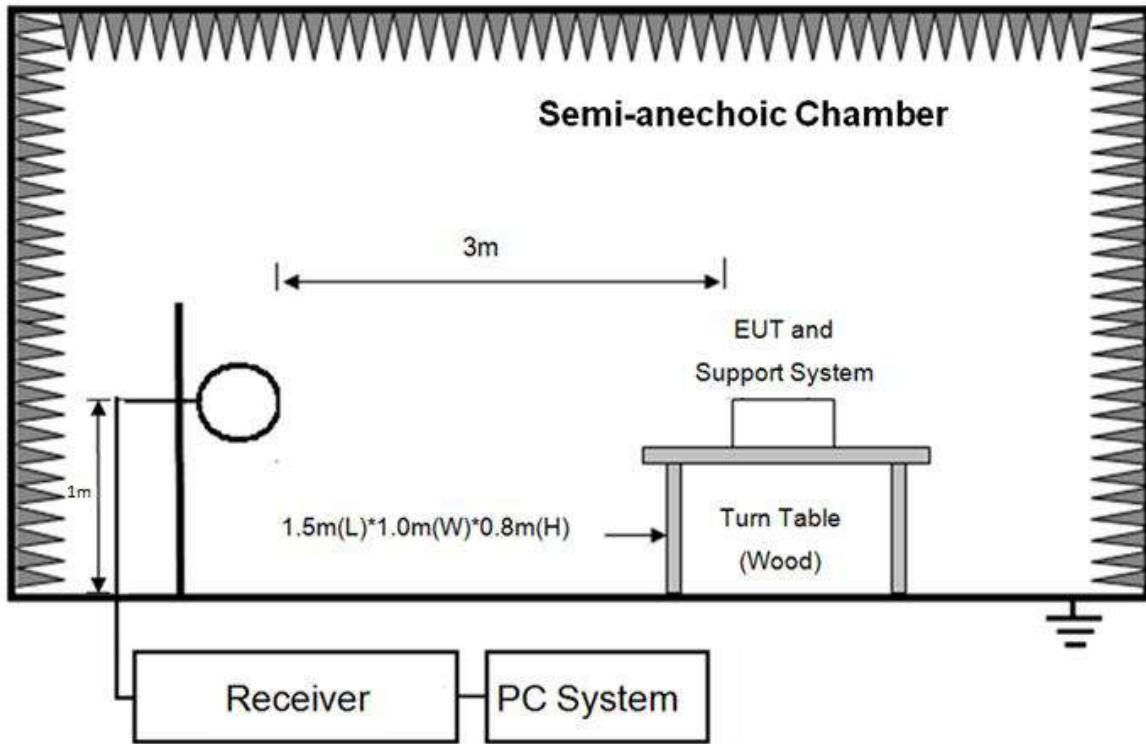 Semi-anechoic Chamber
3m
EUT and
Support System
1m
1.5m(L)*1.0m(W)*0.8m(H)
Turn Table
(Wood)
Receiver
PC System